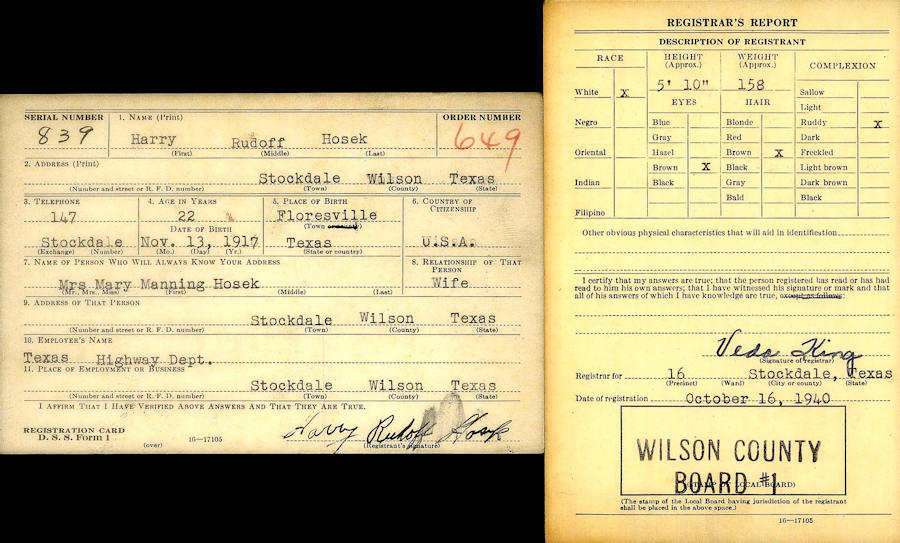 SERIAL NUMBER 1. NAME (Print) ORDER NUMBER
839 Harry Rudoff Hosek 649
(First) (Middle) (Last)
2. ADDRESS (Print)
Stockdale Wilson Texas
(Number and street or R. F. D. number) (Town) (County) (State)
3. TELEPHONE 4. AGE IN YEARS 5. PLACE OF BIRTH 6. COUNTRY OF CITIZENSHIP
147 22 Floresville
DATE OF BIRTH (Town or county)
Stockdale Nov. 13, 1917 Texas U.S.A.
(Exchange) (Number) (Mo.) (Day) (Yr.) (State or country)
7. NAME OF PERSON WHO WILL ALWAYS KNOW YOUR ADDRESS 8. RELATIONSHIP OF THAT PERSON
Mrs Mary Manning Hosek Wife
(Mr., Mrs., Miss) (First) (Middle) (Last)
9. ADDRESS OF THAT PERSON
Stockdale Wilson Texas
(Number and street or R. F. D. number) (Town) (County) (State)
10. EMPLOYER'S NAME
Texas Highway Dept.
11. PLACE OF EMPLOYMENT OR BUSINESS
Stockdale Wilson Texas
(Number and street or R. F. D. number) (Town) (County) (State)
I AFFIRM THAT I HAVE VERIFIED ABOVE ANSWERS AND THAT THEY ARE TRUE.
REGISTRATION CARD
D. S. S. Form 1 (over) 16-17105 Harry Rudoff Hosek
(Registrant's signature)
REGISTRAR'S REPORT
DESCRIPTION OF REGISTRANT
RACE HEIGHT (Approx.) WEIGHT (Approx.) COMPLEXION
5' 10" 158
White X EYES HAIR Sallow
Light
Negro Blue Blonde Ruddy X
Gray Red Dark
Oriental Hazel Brown X Freckled
Brown X Black Light brown
Indian Black Gray Dark brown
Bald Black
Filipino
Other obvious physical characteristics that will aid in identification
I certify that my answers are true; that the person registered has read or has had
read to him his own answers; that I have witnessed his signature or mark and that
all of his answers of which I have knowledge are true, except as follows:
Veda King
(Signature of registrar)
Registrar for 16 Stockdale, Texas
(Precinct) (Ward) (City or county) (State)
Date of registration October 16, 1940
WILSON COUNTY
BOARD #1
(STAMP OF LOCAL BOARD)
(The stamp of the Local Board having jurisdiction of the registrant
shall be placed in the above space.)
16-17105